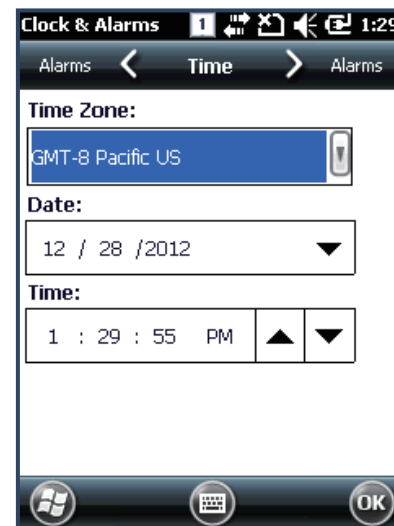 Clock & Alarms 1 1:29
Alarms Time Alarms
Time Zone:
GMT-8 Pacific US
Date:
12 / 28 /2012
Time:
1 : 29 : 55 PM
OK